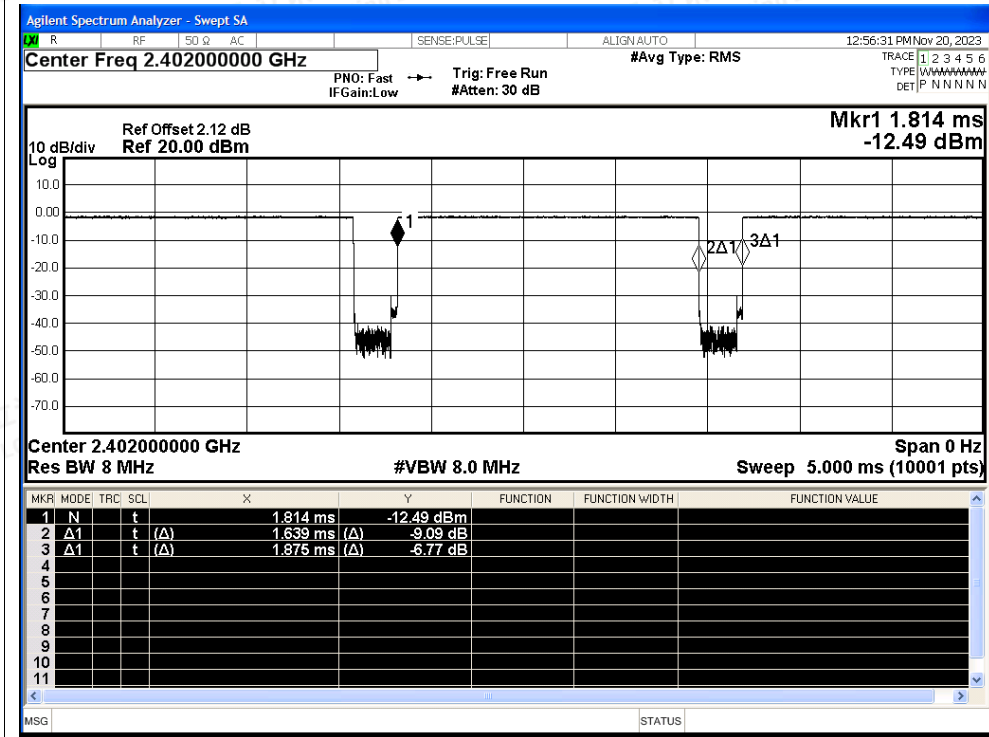 Agilent Spectrum Analyzer - Swept SA
LXI R RF 50 Ω AC SENSE:PULSE ALIGN AUTO 12:56:31 PM Nov 20, 2023
Center Freq 2.402000000 GHz
#Avg Type: RMS
TRACE 1 2 3 4 5 6
PNO: Fast Trig: Free Run
TYPE WWWWWW
IFGain:Low #Atten: 30 dB
DET P N N N N N
Mkr1 1.814 ms
Ref Offset 2.12 dB
-12.49 dBm
10 dB/div Ref 20.00 dBm
Log
10.0
0.00
1
-10.0
2Δ1 3Δ1
-20.0
-30.0
-40.0
-50.0
-60.0
-70.0
Center 2.402000000 GHz Span 0 Hz
Res BW 8 MHz #VBW 8.0 MHz Sweep 5.000 ms (10001 pts)
MKR MODE TRC SCL X Y FUNCTION FUNCTION WIDTH FUNCTION VALUE
1 N t 1.814 ms -12.49 dBm
2 Δ1 t (Δ) 1.639 ms (Δ) -9.09 dB
3 Δ1 t (Δ) 1.875 ms (Δ) -6.77 dB
4
5
6
7
8
9
10
11
MSG STATUS